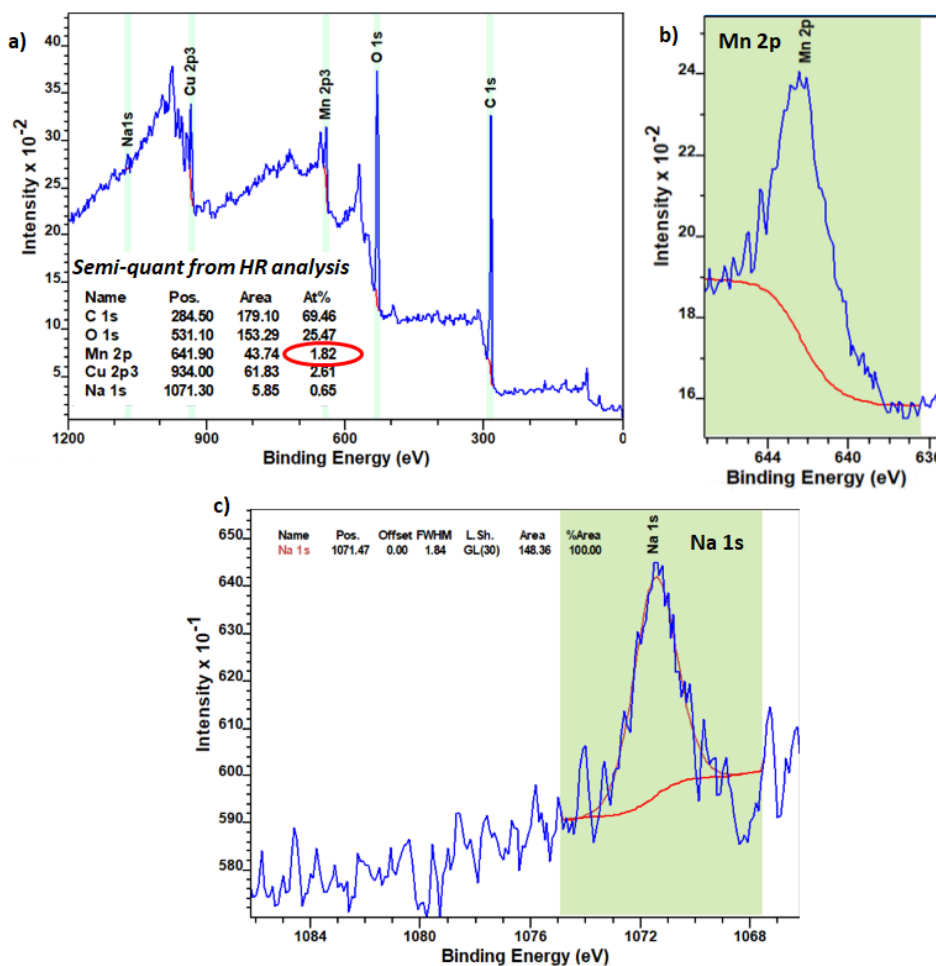 a)
Intensity x 10⁻²
40
35
30
25
20
15
10
5
Na1s
Cu 2p3
Mn 2p3
O 1s
C 1s
Semi-quant from HR analysis
Name Pos. Area At%
C 1s 284.50 179.10 69.46
O 1s 531.10 153.29 25.47
Mn 2p 641.90 43.74 1.82
Cu 2p3 934.00 61.83 2.61
Na 1s 1071.30 5.85 0.65
1200 900 600 300 0
Binding Energy (eV)
b)
Mn 2p
Mn 2p
Intensity x 10⁻²
24
22
20
18
16
644 640 636
Binding Energy (eV)
c)
Name Pos. Offset FWHM L. Sh. Area %Area
Na 1s 1071.47 0.00 1.84 GL(30) 148.36 100.00
Na 1s
Na 1s
Intensity x 10⁻¹
650
640
630
620
610
600
590
580
1084 1080 1076 1072 1068
Binding Energy (eV)